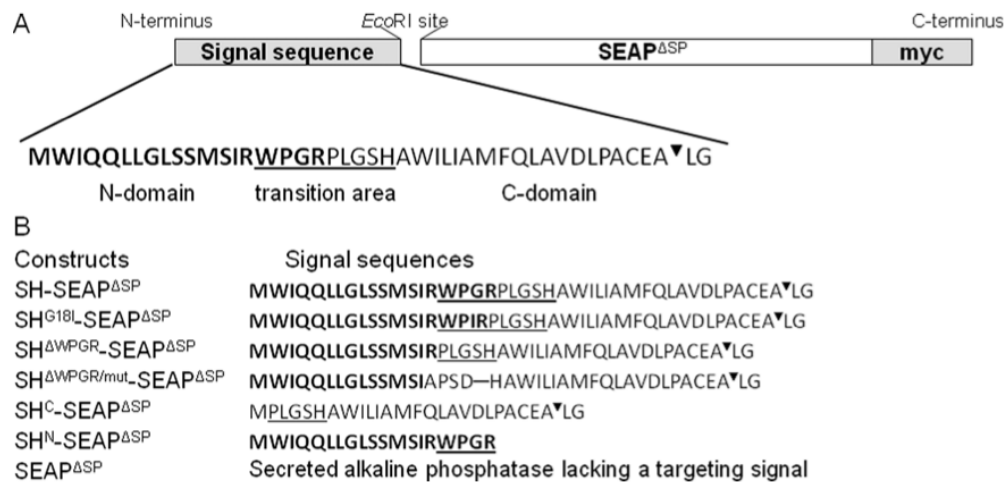 A
N-terminus EcoRI site C-terminus
Signal sequence SEAPΔSP myc
MWIQQLLGLSSMSIRWPGRPLGSHAWILIAMFQLAVDLPACEA▼LG
N-domain transition area C-domain
B
Constructs Signal sequences
SH-SEAPΔSP MWIQQLLGLSSMSIRWPGRPLGSHAWILIAMFQLAVDLPACEA▼LG
SHG18I-SEAPΔSP MWIQQLLGLSSMSIRWPIRPLGSHAWILIAMFQLAVDLPACEA▼LG
SHΔWPGR-SEAPΔSP MWIQQLLGLSSMSIRPLGSHAWILIAMFQLAVDLPACEA▼LG
SHΔWPGR/mut-SEAPΔSP MWIQQLLGLSSMSIAPSD–HAWILIAMFQLAVDLPACEA▼LG
SHC-SEAPΔSP MPLGSHAWILIAMFQLAVDLPACEA▼LG
SHN-SEAPΔSP MWIQQLLGLSSMSIRWPGR
SEAPΔSP Secreted alkaline phosphatase lacking a targeting signal